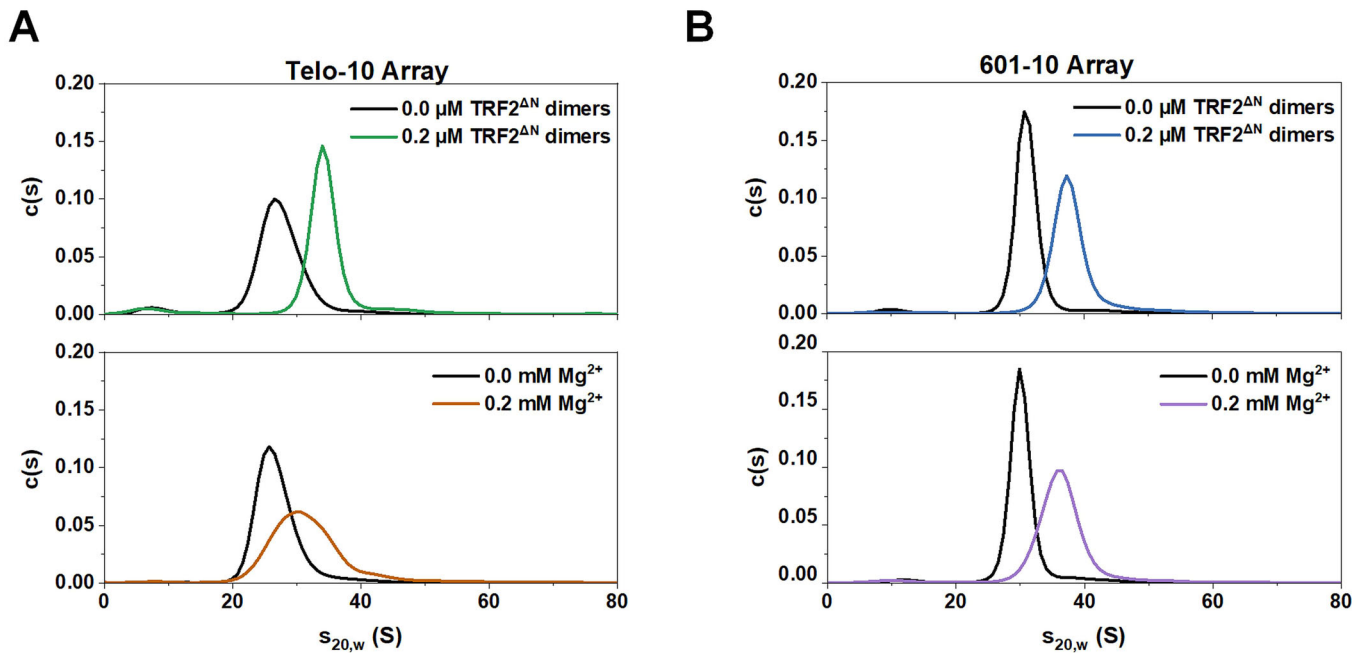 A
Telo-10 Array
0.20
0.15
0.10
0.05
0.00
c(s)
0.0 µM TRF2ΔN dimers
0.2 µM TRF2ΔN dimers
0.20
0.15
0.10
0.05
0.00
c(s)
0.0 mM Mg2+
0.2 mM Mg2+
0 20 40 60 80
s20,w (S)
B
601-10 Array
0.20
0.15
0.10
0.05
0.00
c(s)
0.0 µM TRF2ΔN dimers
0.2 µM TRF2ΔN dimers
0.20
0.15
0.10
0.05
0.00
c(s)
0.0 mM Mg2+
0.2 mM Mg2+
0 20 40 60 80
s20,w (S)